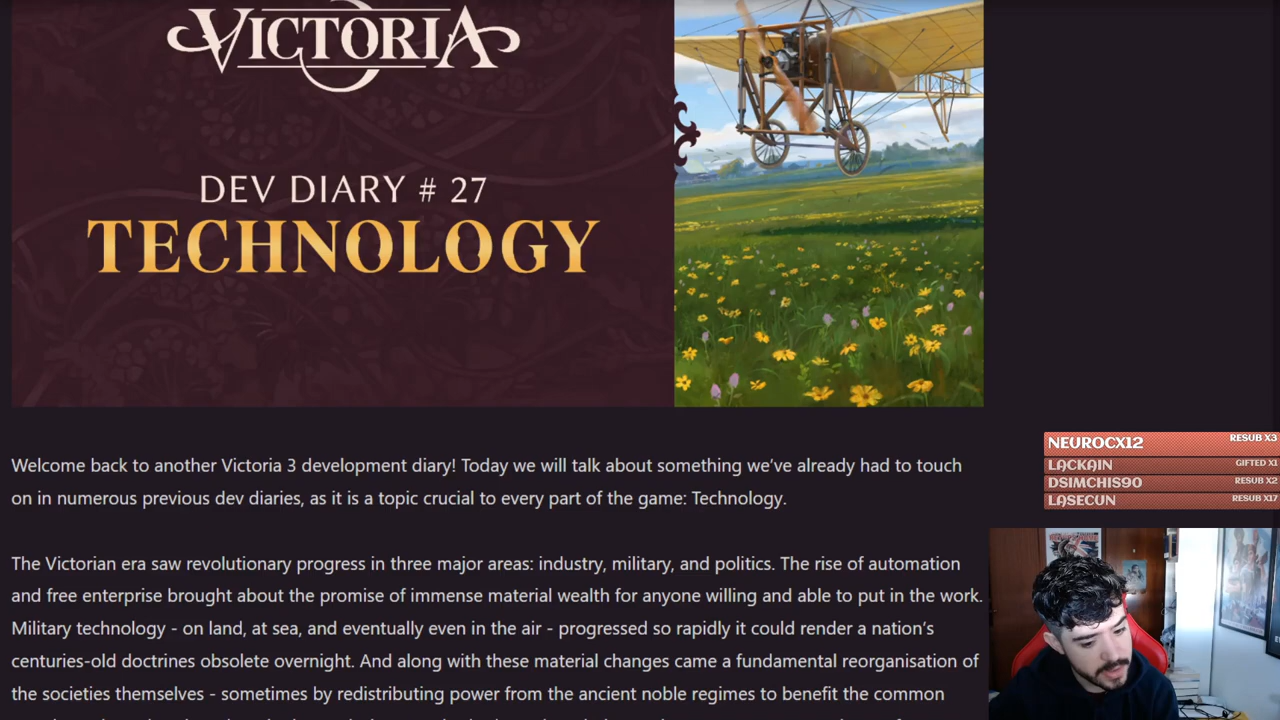 VICTORIA
DEV DIARY # 27
TECHNOLOGY
Welcome back to another Victoria 3 development diary! Today we will talk about something we’ve already had to touch
on in numerous previous dev diaries, as it is a topic crucial to every part of the game: Technology.
The Victorian era saw revolutionary progress in three major areas: industry, military, and politics. The rise of automation
and free enterprise brought about the promise of immense material wealth for anyone willing and able to put in the work.
Military technology - on land, at sea, and eventually even in the air - progressed so rapidly it could render a nation’s
centuries-old doctrines obsolete overnight. And along with these material changes came a fundamental reorganisation of
the societies themselves - sometimes by redistributing power from the ancient noble regimes to benefit the common
NEUROCX12 RESUB X3
LACKAIN GIFTED X1
DSIMCHIS90 RESUB X2
LASECUN RESUB X17